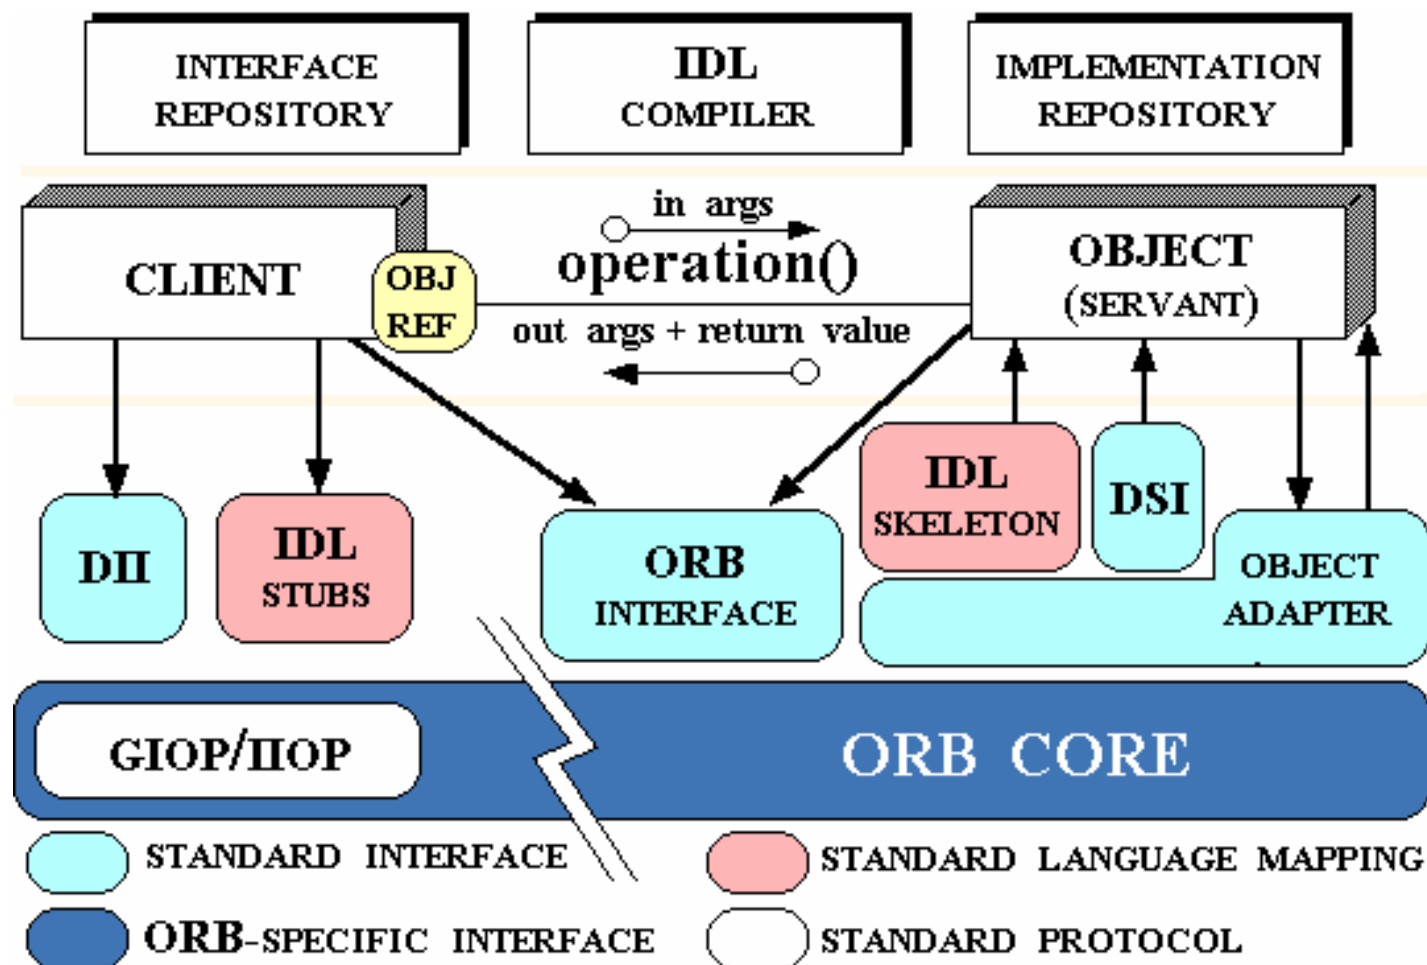 INTERFACE
REPOSITORY
IDL
COMPILER
IMPLEMENTATION
REPOSITORY
in args
operation()
out args + return value
CLIENT
OBJ
REF
OBJECT
(SERVANT)
DII
IDL
STUBS
ORB
INTERFACE
IDL
SKELETON
DSI
OBJECT
ADAPTER
GIOP/IIOP
ORB CORE
STANDARD INTERFACE
STANDARD LANGUAGE MAPPING
ORB-SPECIFIC INTERFACE
STANDARD PROTOCOL